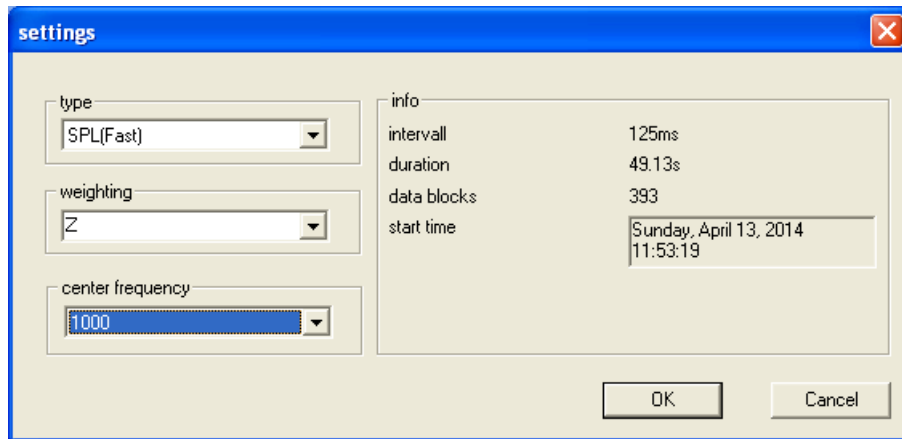 settings
type
SPL(Fast)
weighting
Z
center frequency
1000
info
intervall 125ms
duration 49.13s
data blocks 393
start time Sunday, April 13, 2014
11:53:19
OK Cancel